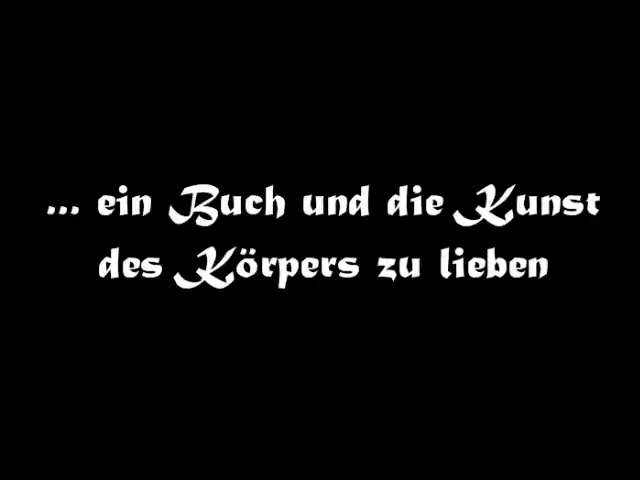 ... ein Buch und die Kunst
des Körpers zu lieben